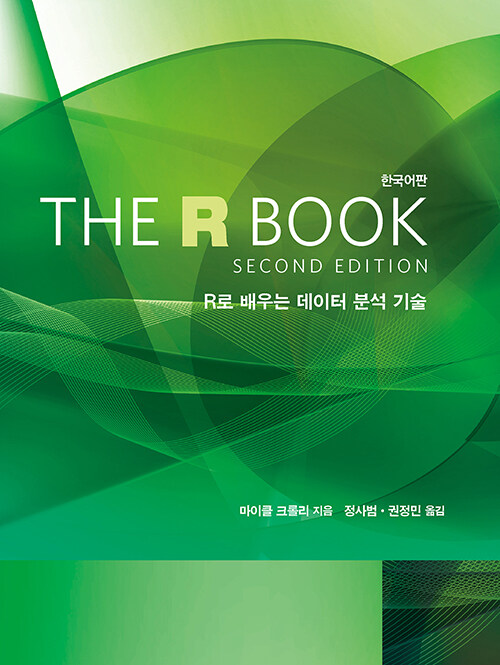 한국어판
THE R BOOK
SECOND EDITION
R로 배우는 데이터 분석 기술
마이클 크롤리 지음 정사범 • 권정민 옮김